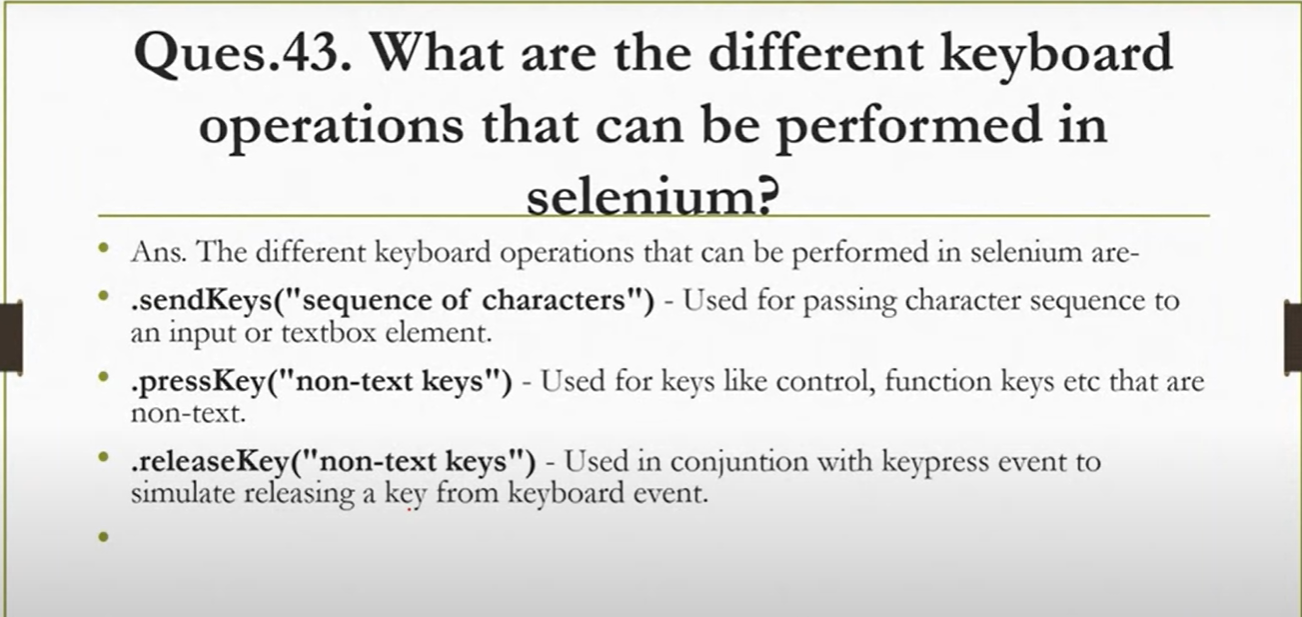 Ques.43. What are the different keyboard
operations that can be performed in
selenium?
• Ans. The different keyboard operations that can be performed in selenium are-
• .sendKeys("sequence of characters") - Used for passing character sequence to
an input or textbox element.
• .pressKey("non-text keys") - Used for keys like control, function keys etc that are
non-text.
• .releaseKey("non-text keys") - Used in conjuntion with keypress event to
simulate releasing a key from keyboard event.
•